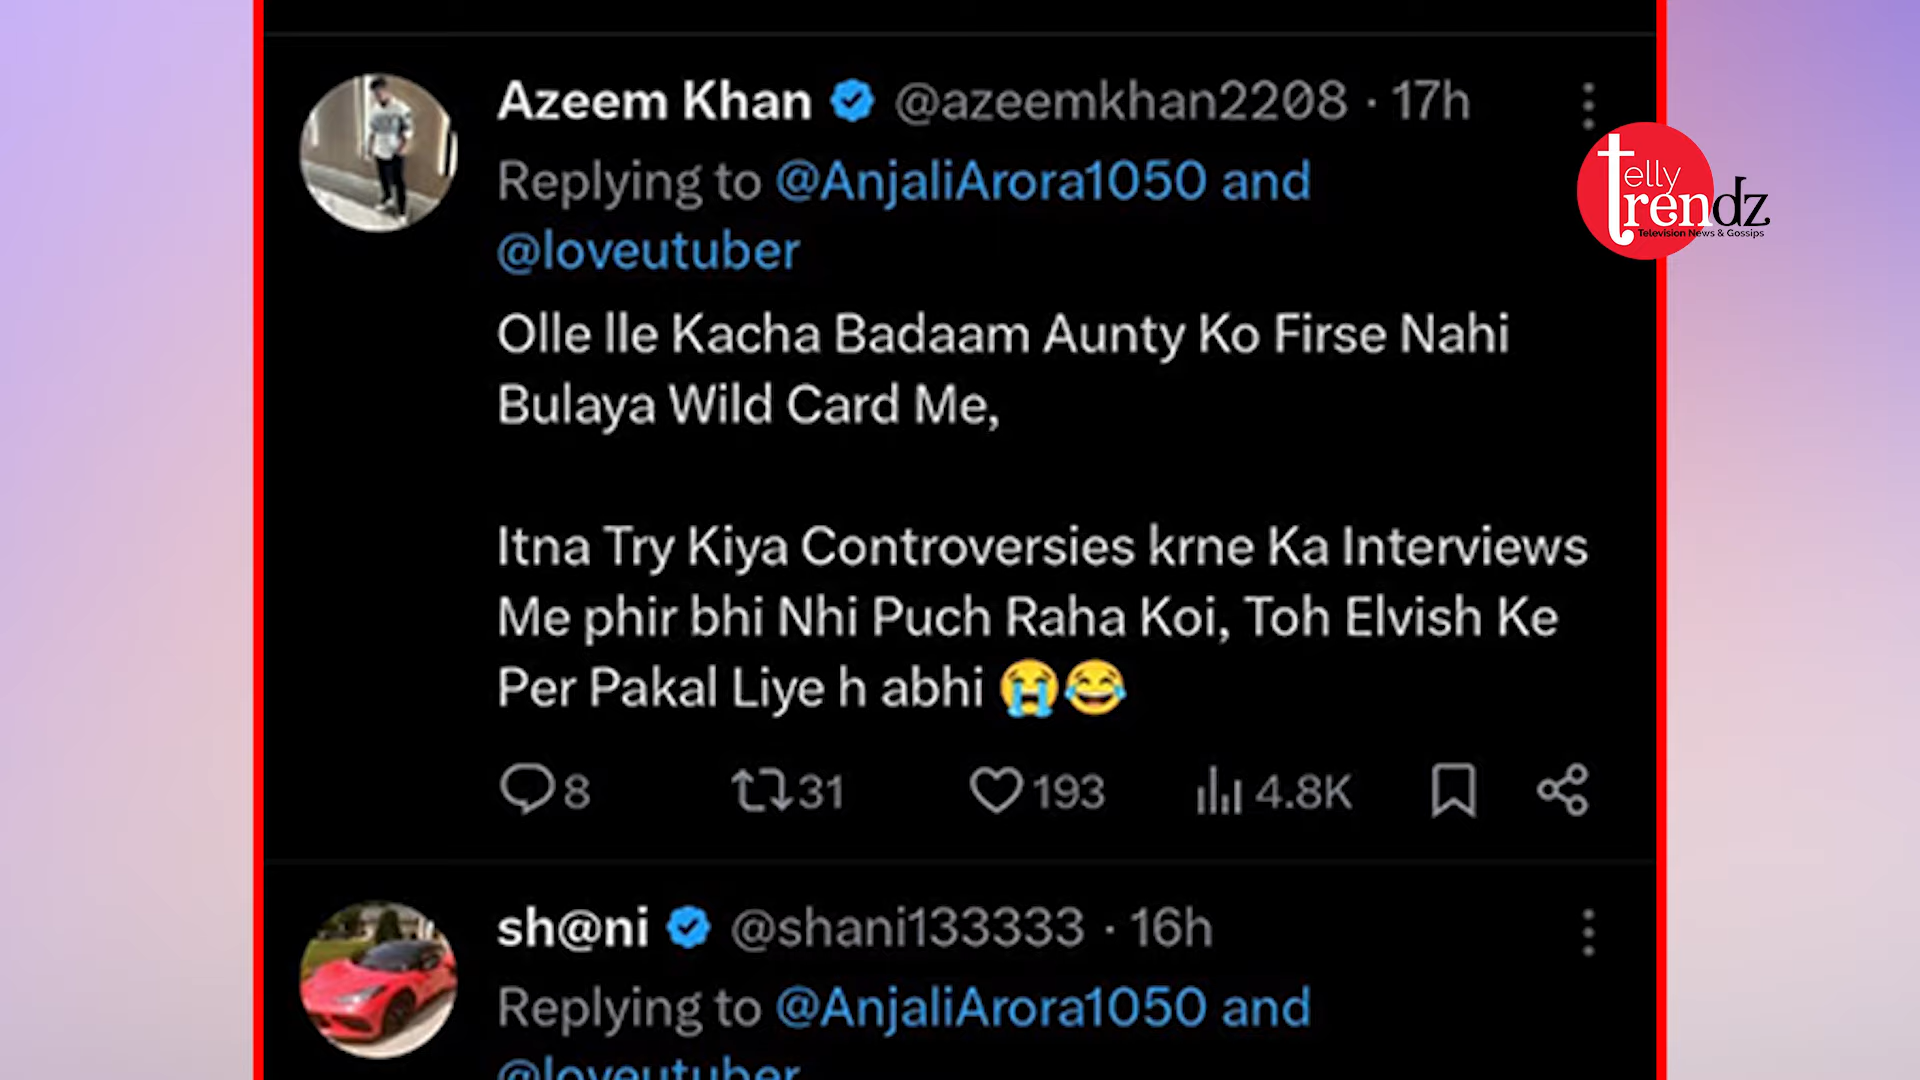 Azeem Khan @azeemkhan2208 · 17h
Replying to @AnjaliArora1050 and
@loveutuber
Olle lle Kacha Badaam Aunty Ko Firse Nahi
Bulaya Wild Card Me,
Itna Try Kiya Controversies krne Ka Interviews
Me phir bhi Nhi Puch Raha Koi, Toh Elvish Ke
Per Pakal Liye h abhi 😭😂
8 31 193 4.8K
telly
trendz
Television News & Gossips
sh@ni @shani133333 · 16h
Replying to @AnjaliArora1050 and
@loveutuber